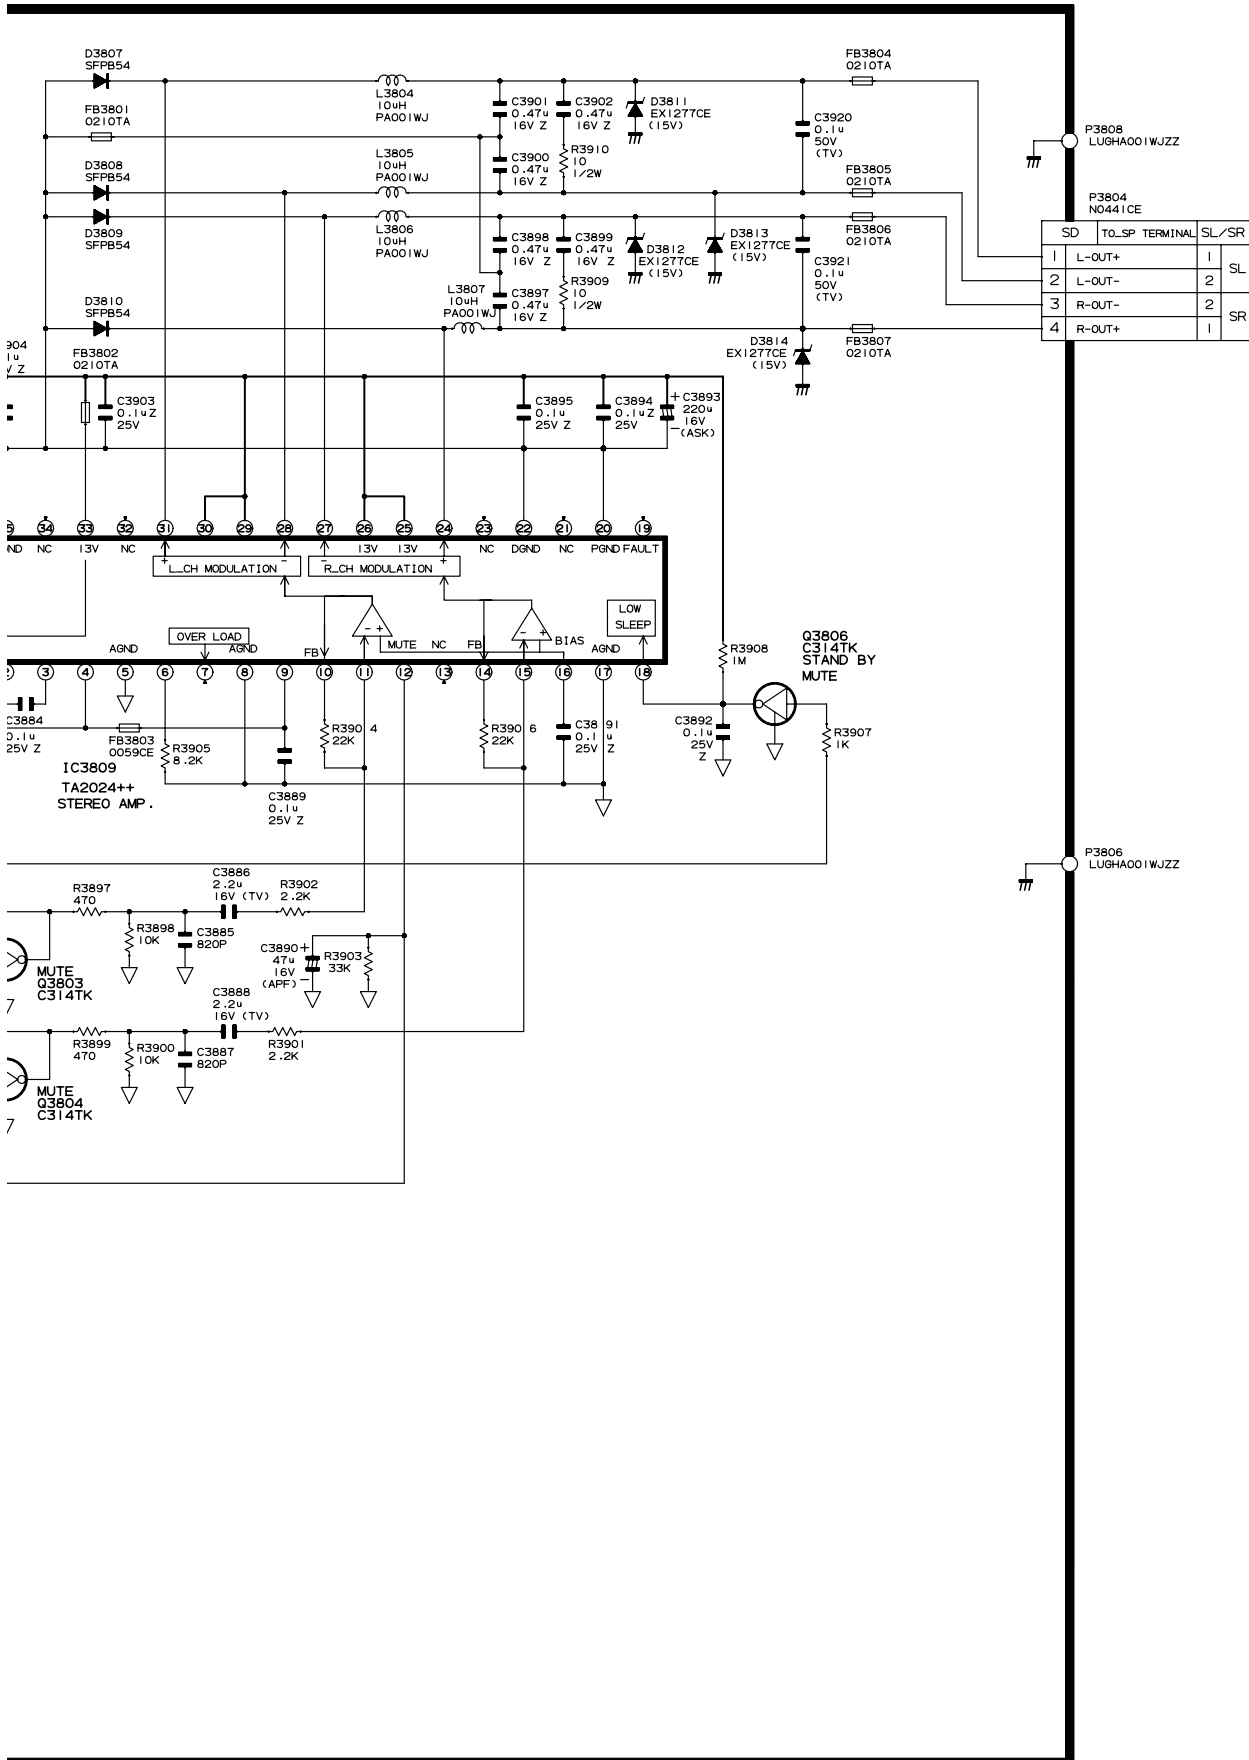 D3807
SFPB54
FB3801
0210TA
D3808
SFPB54
D3809
SFPB54
D3810
SFPB54
L3804
10uH
PA001WJ
L3805
10uH
PA001WJ
L3806
10uH
PA001WJ
L3807
10uH
PA001WJ
C3901
0.47u
16V Z
C3902
0.47u
16V Z
D3811
EX1277CE
(15V)
C3900
0.47u
16V Z
R3910
10
1/2W
C3920
0.1u
50V
(TV)
FB3804
0210TA
FB3805
0210TA
C3898
0.47u
16V Z
C3899
0.47u
16V Z
D3812
EX1277CE
(15V)
D3813
EX1277CE
(15V)
C3921
0.1u
50V
(TV)
FB3806
0210TA
C3897
0.47u
16V Z
R3909
10
1/2W
D3814
EX1277CE
(15V)
FB3807
0210TA
P3808
LUGHA001WJZZ
P3804
N0441CE
SD TO_SP TERMINAL SL/SR
1 L-OUT+ 1
2 L-OUT- 2
SL
3 R-OUT- 2
4 R-OUT+ 1
SR
904
1u
V Z
FB3802
0210TA
C3903
0.1uZ
25V
C3895
0.1u
25V Z
C3894
0.1uZ
25V
+ C3893
220u
16V
- (ASK)
34 33 32 31 30 29 28 27 26 25 24 23 22 21 20 19
ND NC 13V NC 13V 13V NC DGND NC PGND FAULT
+ L_CH MODULATION -
- R_CH MODULATION +
OVER LOAD
LOW
SLEEP
- +
- +
BIAS
AGND AGND FB MUTE NC FB AGND
3 4 5 6 7 8 9 10 11 12 13 14 15 16 17 18
R3908
1M
Q3806
C314TK
STAND BY
MUTE
C3884
0.1u
25V Z
FB3803
0059CE
R3905
8.2K
C3889
0.1u
25V Z
R390 4
22K
R390 6
22K
C38 91
0.1 u
25V Z
C3892
0.1u
25V
Z
R3907
1K
IC3809
TA2024++
STEREO AMP.
P3806
LUGHA001WJZZ
R3897
470
R3898
10K
C3885
820P
C3886
2.2u
16V (TV)
R3902
2.2K
MUTE
Q3803
C314TK
C3890 +
47u
16V
(APF) -
R3903
33K
C3888
2.2u
16V (TV)
R3899
470
R3900
10K
C3887
820P
R3901
2.2K
MUTE
Q3804
C314TK